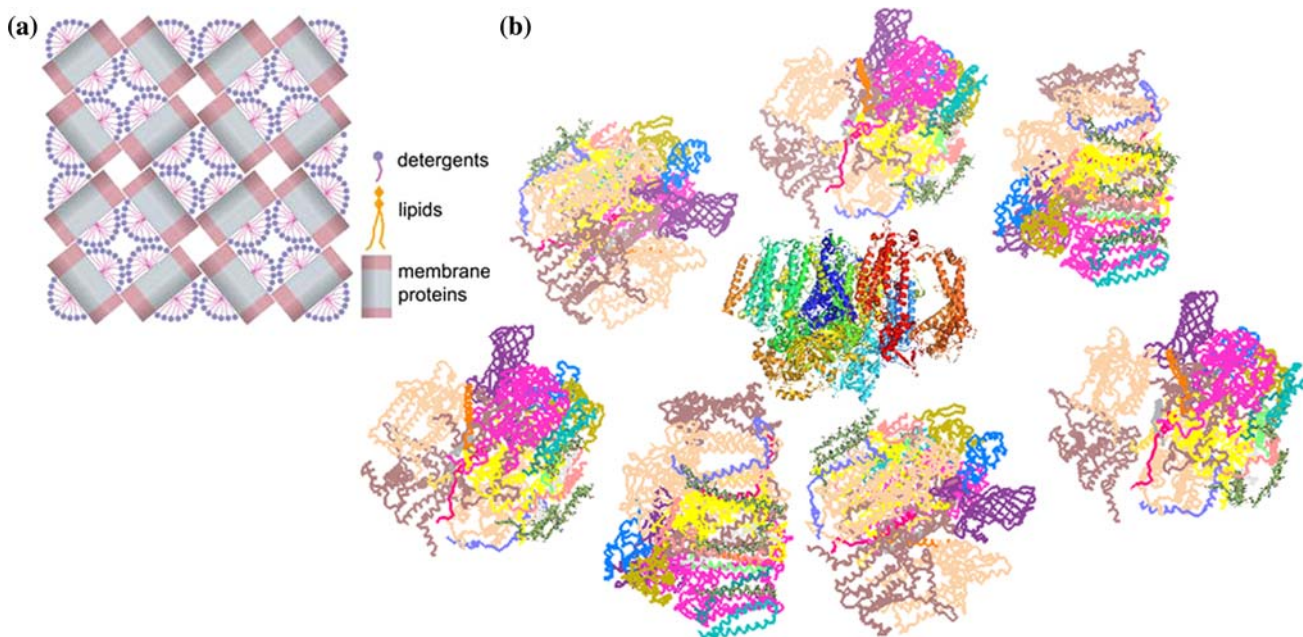 (a)
(b)
detergents
lipids
membrane
proteins